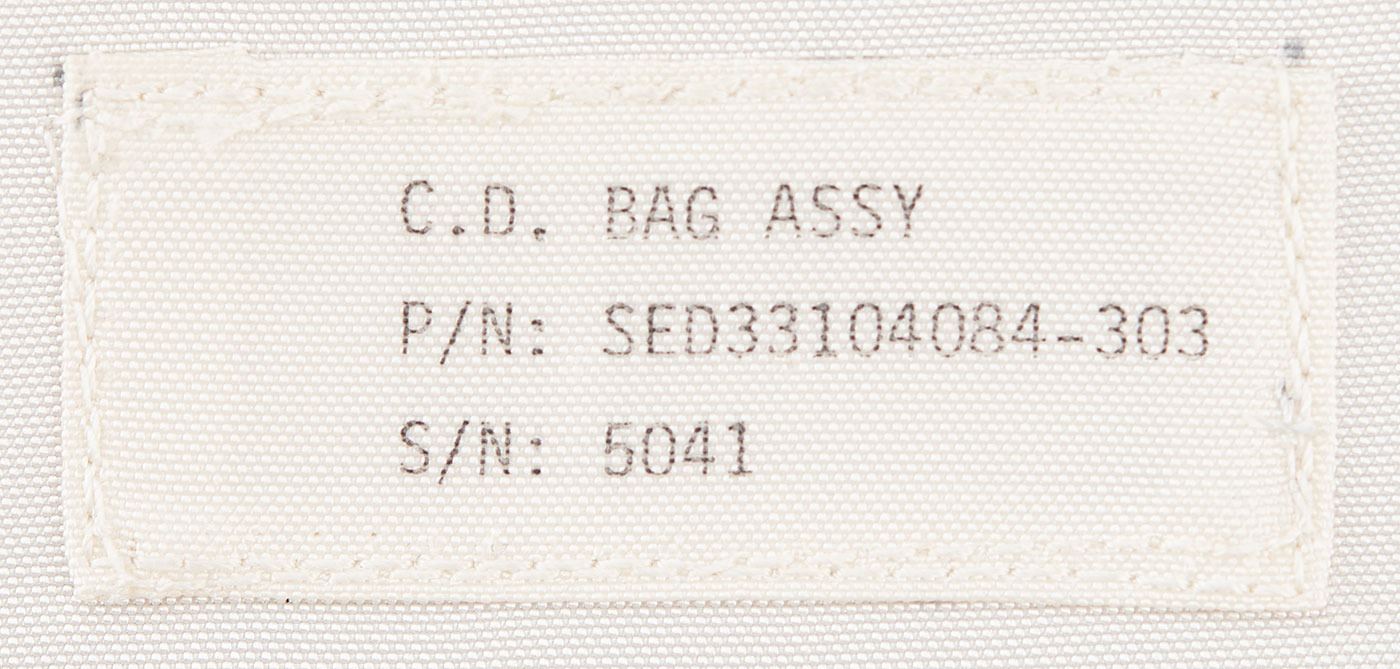 C.D. BAG ASSY
P/N: SED33104084-303
S/N: 5041